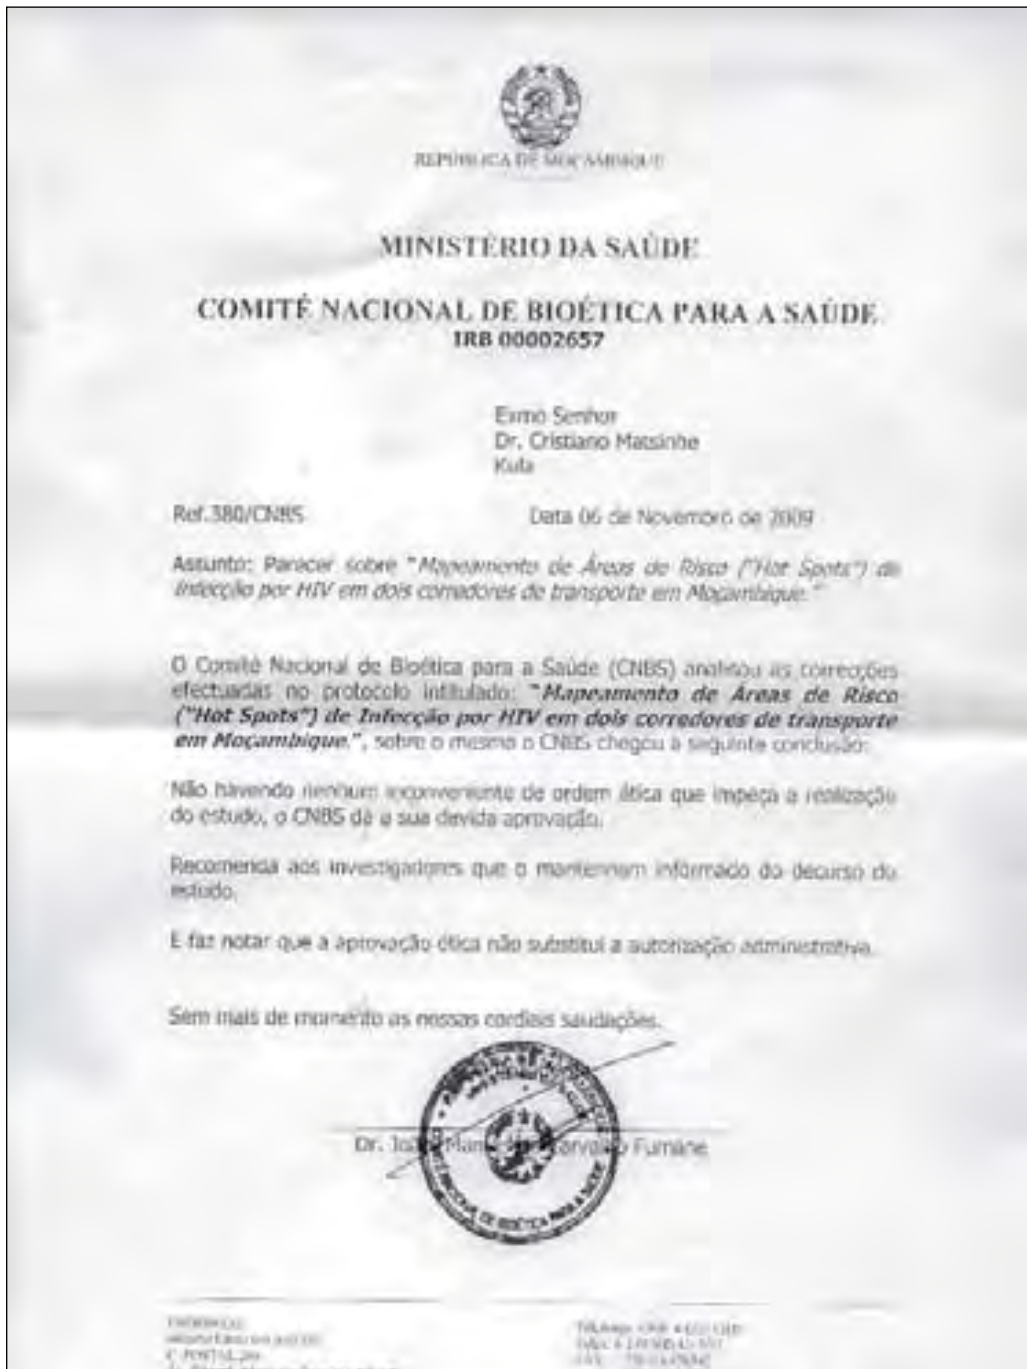 REPÚBLICA DE MOÇAMBIQUE
MINISTÉRIO DA SAÚDE
COMITÉ NACIONAL DE BIOÉTICA PARA A SAÚDE
IRB 00002657
Exmo Senhor
Dr. Cristiano Matsinhe
Kula
Ref.380/CNBS
Data 06 de Novembro de 2009
Assunto: Parecer sobre "Mapeamento de Áreas de Risco ("Hot Spots") de
Infecção por HIV em dois corredores de transporte em Moçambique."
O Comité Nacional de Bioética para a Saúde (CNBS) analisou as correcções
efectuadas no protocolo intitulado: "Mapeamento de Áreas de Risco
("Hot Spots") de Infecção por HIV em dois corredores de transporte
em Moçambique.", sobre o mesmo o CNBS chegou a seguinte conclusão:
Não havendo nenhum inconveniente de ordem ética que impeça a realização
do estudo, o CNBS dá a sua devida aprovação.
Recomenda aos investigadores que o mantenham informado do decurso do
estudo.
E faz notar que a aprovação ética não substitui a autorização administrativa.
Sem mais de momento as nossas cordiais saudações.
Dr. João Fumane
NACIONAL DE BIOÉTICA PARA A SAÚDE